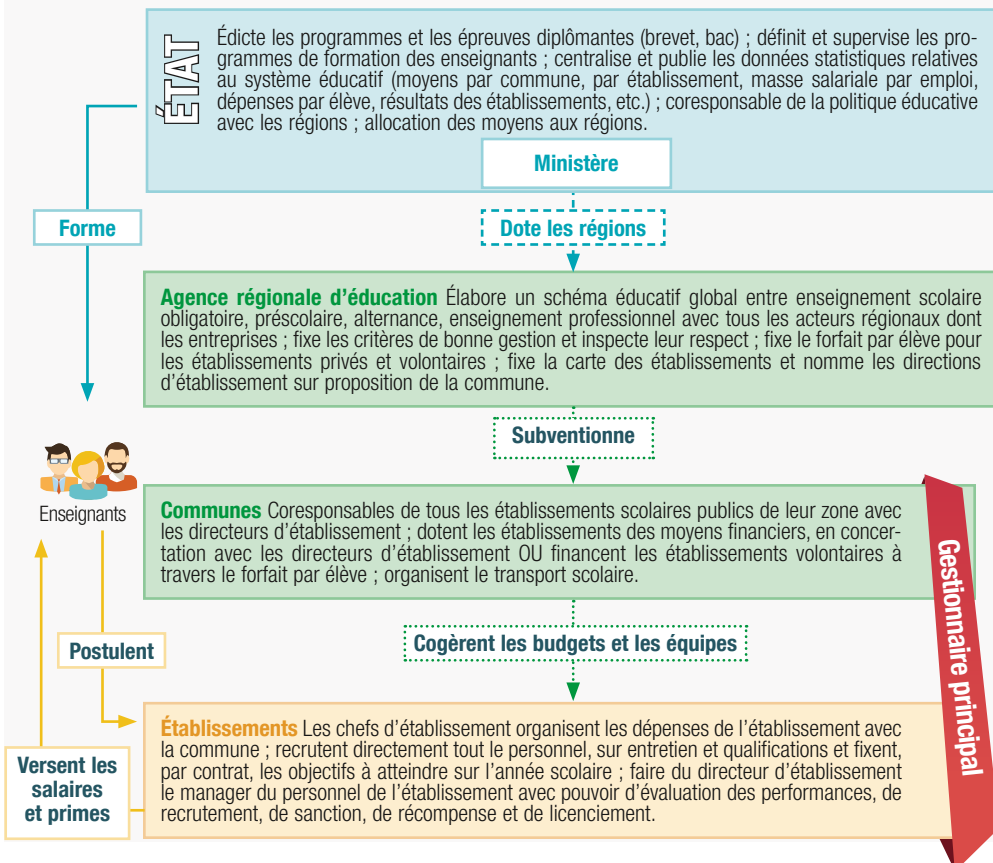 ÉTAT
Édicte les programmes et les épreuves diplômantes (brevet, bac) ; définit et supervise les pro-
grammes de formation des enseignants ; centralise et publie les données statistiques relatives
au système éducatif (moyens par commune, par établissement, masse salariale par emploi,
dépenses par élève, résultats des établissements, etc.) ; coresponsable de la politique éducative
avec les régions ; allocation des moyens aux régions.
Ministère
Forme
Dote les régions
Agence régionale d'éducation Élabore un schéma éducatif global entre enseignement scolaire
obligatoire, préscolaire, alternance, enseignement professionnel avec tous les acteurs régionaux dont
les entreprises ; fixe les critères de bonne gestion et inspecte leur respect ; fixe le forfait par élève pour
les établissements privés et volontaires ; fixe la carte des établissements et nomme les directions
d'établissement sur proposition de la commune.
Subventionne
Enseignants
Communes Coresponsables de tous les établissements scolaires publics de leur zone avec
les directeurs d'établissement ; dotent les établissements des moyens financiers, en concer-
tation avec les directeurs d'établissement OU financent les établissements volontaires à
travers le forfait par élève ; organisent le transport scolaire.
Gestionnaire principal
Postulent
Cogèrent les budgets et les équipes
Établissements Les chefs d'établissement organisent les dépenses de l'établissement avec
la commune ; recrutent directement tout le personnel, sur entretien et qualifications et fixent,
par contrat, les objectifs à atteindre sur l'année scolaire ; faire du directeur d'établissement
le manager du personnel de l'établissement avec pouvoir d'évaluation des performances, de
recrutement, de sanction, de récompense et de licenciement.
Versent les
salaires
et primes